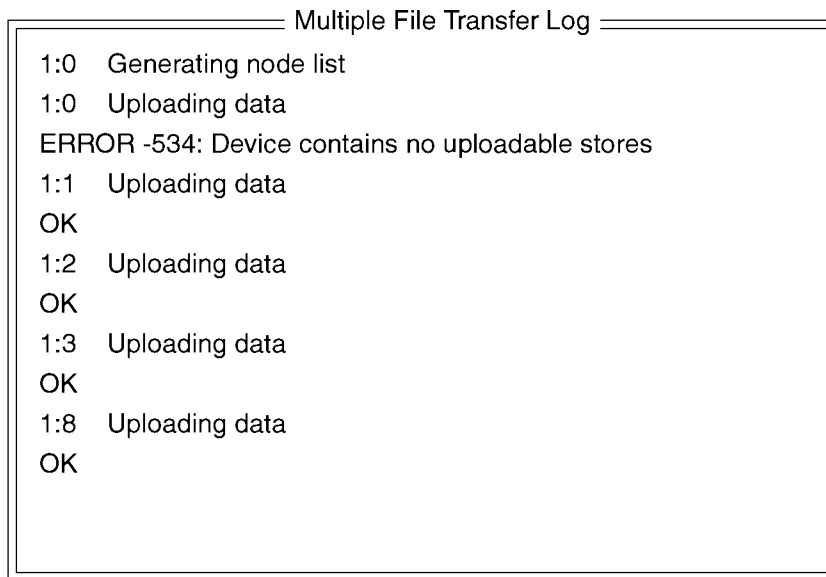 Multiple File Transfer Log
1:0 Generating node list
1:0 Uploading data
ERROR -534: Device contains no uploadable stores
1:1 Uploading data
OK
1:2 Uploading data
OK
1:3 Uploading data
OK
1:8 Uploading data
OK